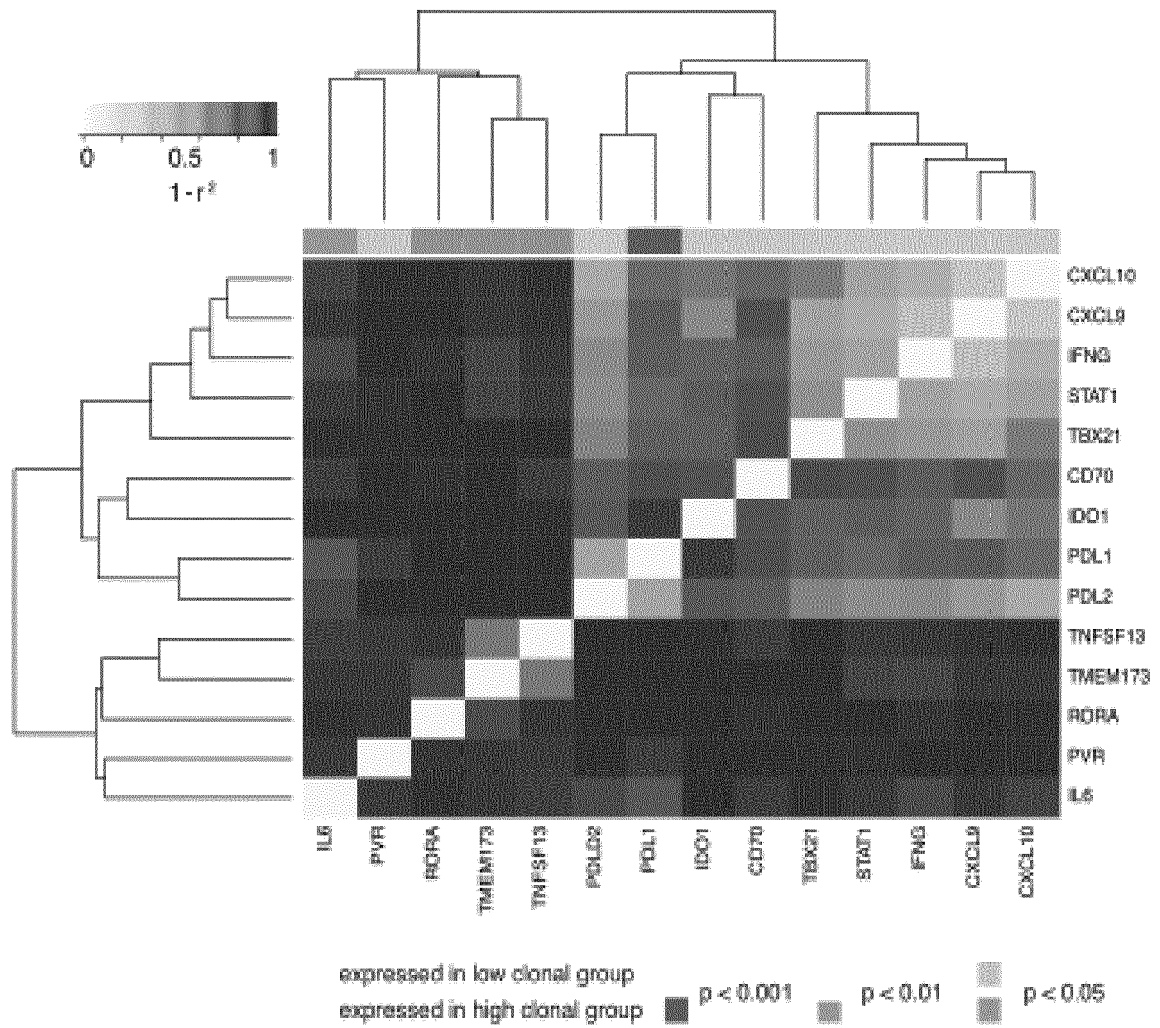 0 0.5 1
1-r²
CXCL10
CXCL9
IFNG
STAT1
TBX21
CD70
IDO1
PDL1
PDL2
TNFSF13
TMEM173
RORA
PVR
IL6
IL6 PVR RORA TMEM173 TNFSF13 PDLD2 PDL1 IDO1 CD70 TBX21 STAT1 IFNG CXCL9 CXCL10
expressed in low clonal group
expressed in high clonal group p < 0.001 p < 0.01 p < 0.05